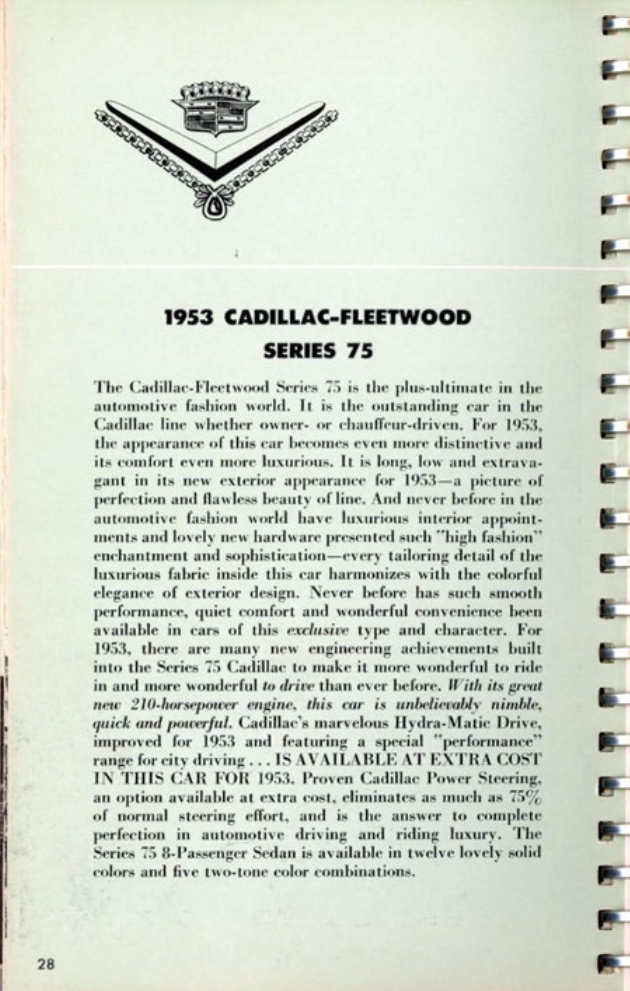 1953 CADILLAC-FLEETWOOD
SERIES 75
The Cadillac-Fleetwood Series 75 is the plus-ultimate in the
automotive fashion world. It is the outstanding car in the
Cadillac line whether owner- or chauffeur-driven. For 1953,
the appearance of this car becomes even more distinctive and
its comfort even more luxurious. It is long, low and extrava-
gant in its new exterior appearance for 1953—a picture of
perfection and flawless beauty of line. And never before in the
automotive fashion world have luxurious interior appoint-
ments and lovely new hardware presented such "high fashion"
enchantment and sophistication—every tailoring detail of the
luxurious fabric inside this car harmonizes with the colorful
elegance of exterior design. Never before has such smooth
performance, quiet comfort and wonderful convenience been
available in cars of this exclusive type and character. For
1953, there are many new engineering achievements built
into the Series 75 Cadillac to make it more wonderful to ride
in and more wonderful to drive than ever before. With its great
new 210-horsepower engine, this car is unbelievably nimble,
quick and powerful. Cadillac's marvelous Hydra-Matic Drive,
improved for 1953 and featuring a special "performance"
range for city driving . . . IS AVAILABLE AT EXTRA COST
IN THIS CAR FOR 1953. Proven Cadillac Power Steering,
an option available at extra cost, eliminates as much as 75%
of normal steering effort, and is the answer to complete
perfection in automotive driving and riding luxury. The
Series 75 8-Passenger Sedan is available in twelve lovely solid
colors and five two-tone color combinations.
28